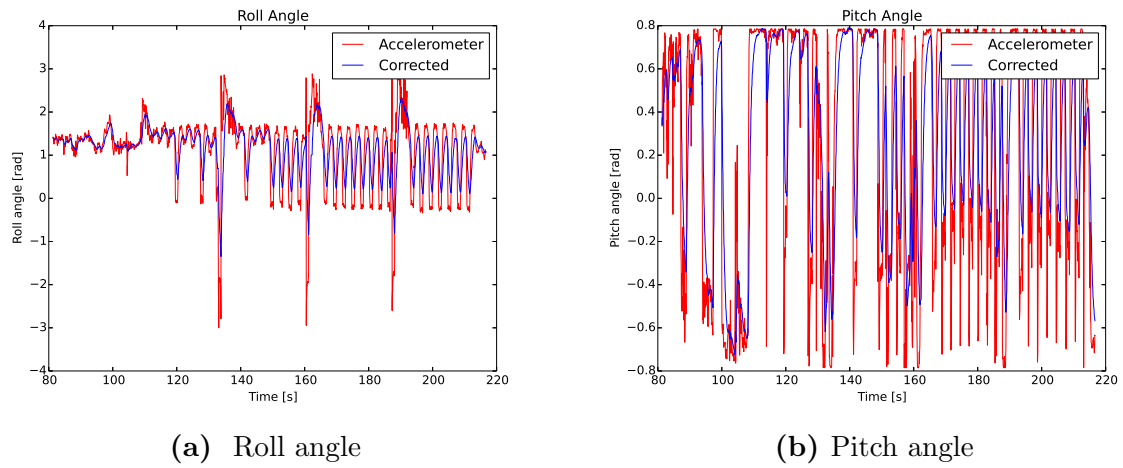 Roll Angle
4
3
2
1
0
−1
−2
−3
−4
Roll angle [rad]
80 100 120 140 160 180 200 220
Time [s]
Accelerometer
Corrected
(a) Roll angle
Pitch Angle
0.8
0.6
0.4
0.2
0.0
−0.2
−0.4
−0.6
−0.8
Pitch angle [rad]
80 100 120 140 160 180 200 220
Time [s]
Accelerometer
Corrected
(b) Pitch angle